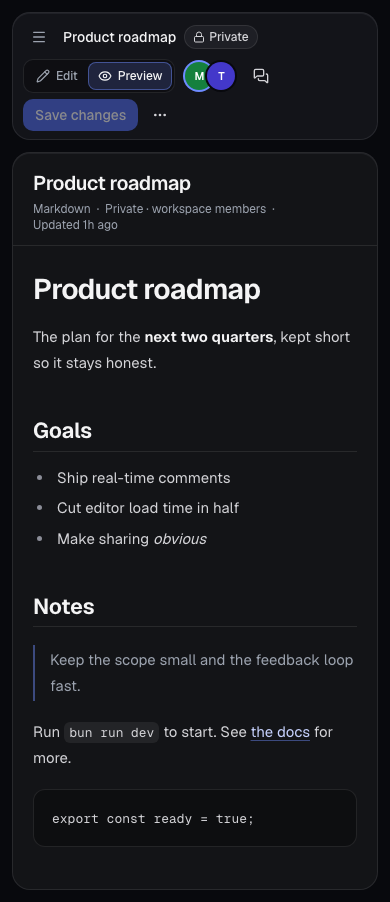 Product roadmap Private
Edit Preview M T
Save changes ...
Product roadmap
Markdown · Private · workspace members ·
Updated 1h ago
Product roadmap
The plan for the next two quarters, kept short
so it stays honest.
Goals
• Ship real-time comments
• Cut editor load time in half
• Make sharing obvious
Notes
Keep the scope small and the feedback loop
fast.
Run bun run dev to start. See the docs for
more.
export const ready = true;